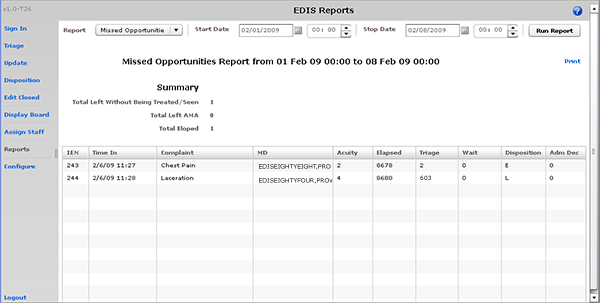 v1.0-T26
EDIS Reports
Sign In
Report Missed Opportunitie Start Date 02/01/2009 00: 00 Stop Date 02/08/2009 00: 00 Run Report
Triage
Update
Missed Opportunities Report from 01 Feb 09 00:00 to 08 Feb 09 00:00 Print
Disposition
Summary
Edit Closed
Total Left Without Being Treated/Seen 1
Display Board
Total Left AMA 0
Assign Staff
Total Eloped 1
Reports
IEN Time In Complaint MD Acuity Elapsed Triage Wait Disposition Adm Dec
Configure
243 2/6/09 11:27 Chest Pain EDISEIGHTYEIGHT,PRO 2 8678 2 0 E 0
244 2/6/09 11:28 Laceration EDISEIGHTYFOUR,PROv 4 8680 603 0 L 0
Logout